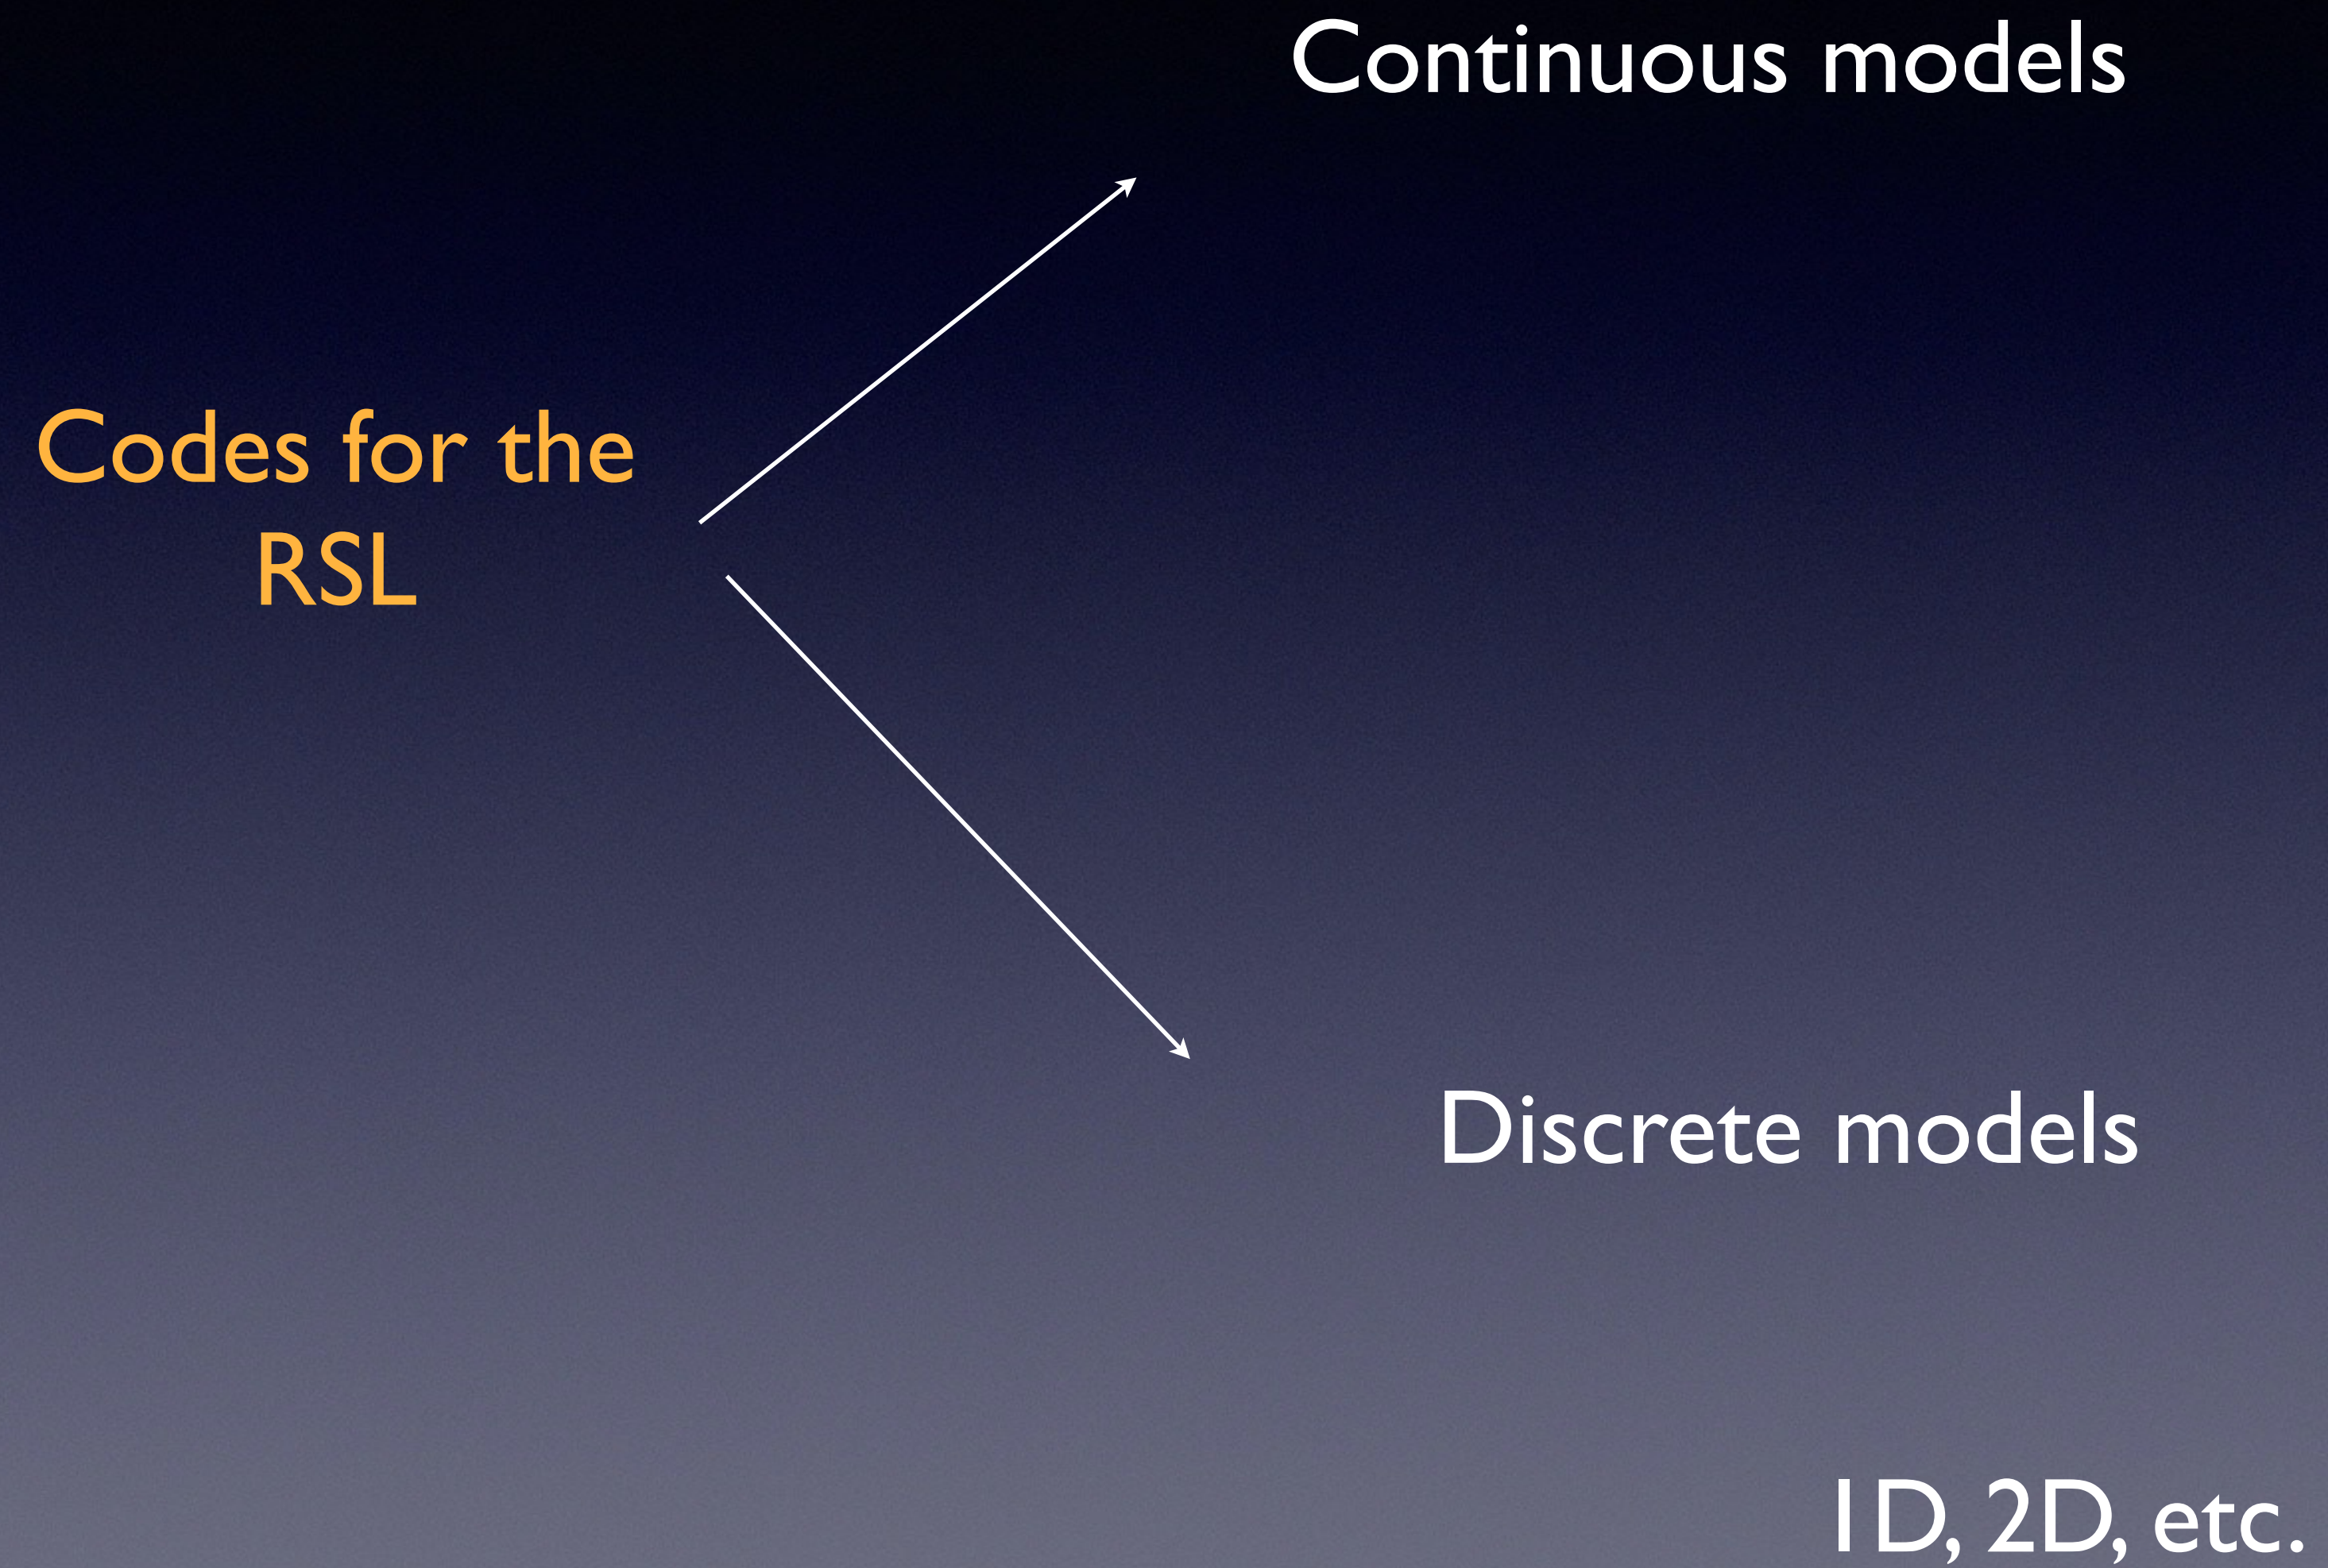 Continuous models
Codes for the
RSL
Discrete models
1D, 2D, etc.